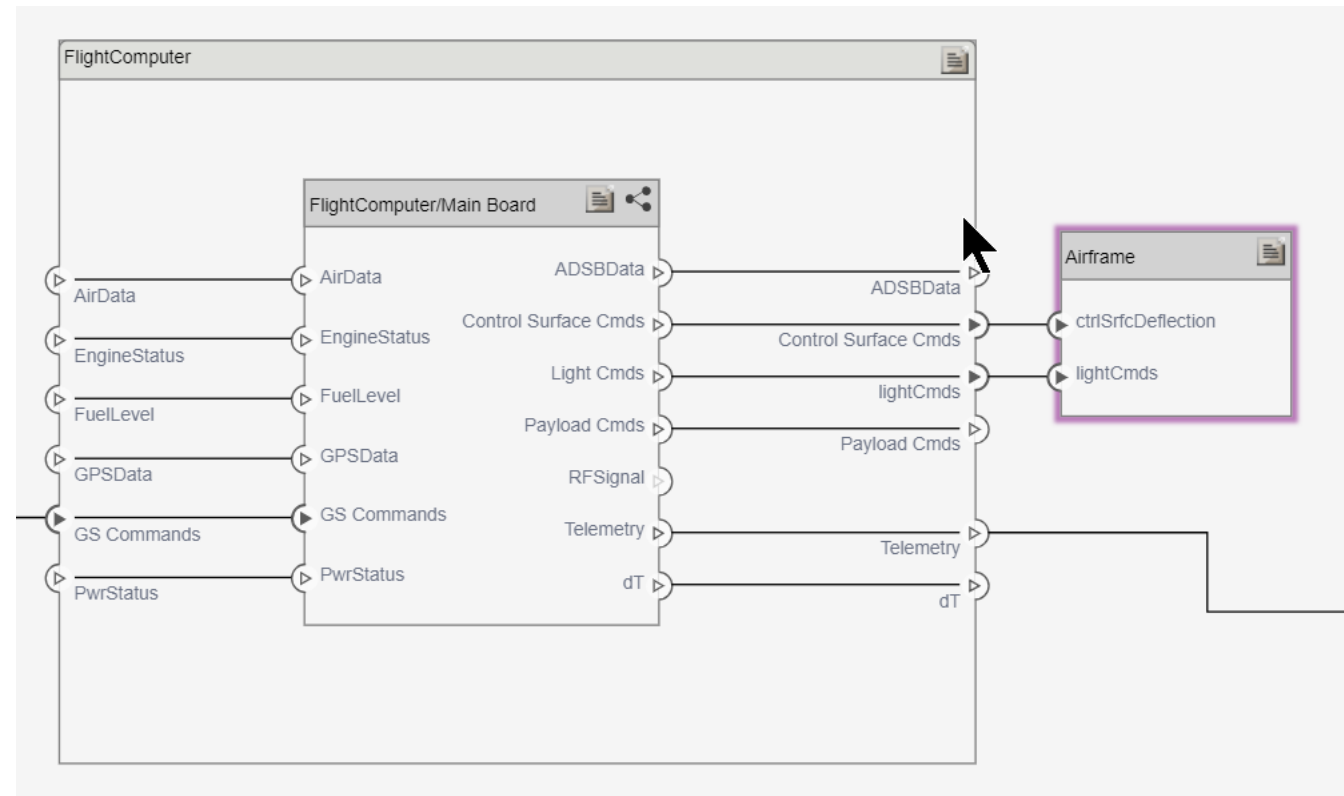 FlightComputer
FlightComputer/Main Board
Airframe
AirData
EngineStatus
FuelLevel
GPSData
GS Commands
PwrStatus
AirData
EngineStatus
FuelLevel
GPSData
GS Commands
PwrStatus
ADSBData
Control Surface Cmds
Light Cmds
Payload Cmds
RFSignal
Telemetry
dT
ADSBData
Control Surface Cmds
lightCmds
Payload Cmds
Telemetry
dT
ctrlSrfcDeflection
lightCmds